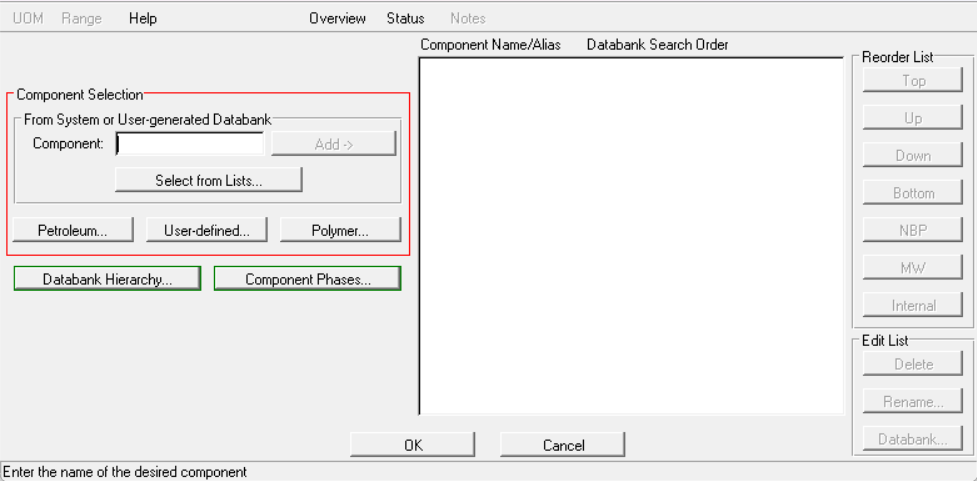 UOM Range Help Overview Status Notes
Component Name/Alias Databank Search Order
Reorder List
Top
Up
Down
Bottom
NBP
MW
Internal
Component Selection
From System or User-generated Databank
Component: Add ->
Select from Lists...
Petroleum... User-defined... Polymer...
Databank Hierarchy... Component Phases...
Edit List
Delete
Rename...
Databank...
OK Cancel
Enter the name of the desired component